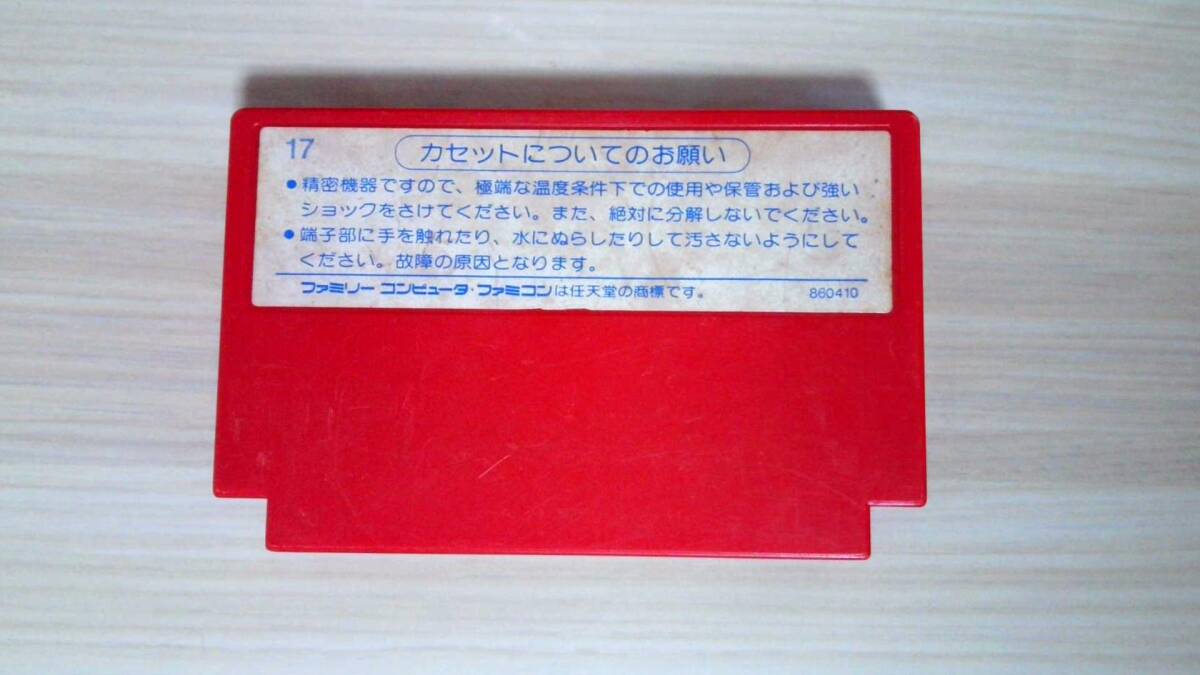 17
カセットについてのお願い
●精密機器ですので、極端な温度条件下での使用や保管および強い
ショックをさけてください。また、絶対に分解しないでください。
●端子部に手を触れたり、水にぬらしたりして汚さないようにして
ください。故障の原因となります。
ファミリー コンピュータ・ファミコンは任天堂の商標です。 860410